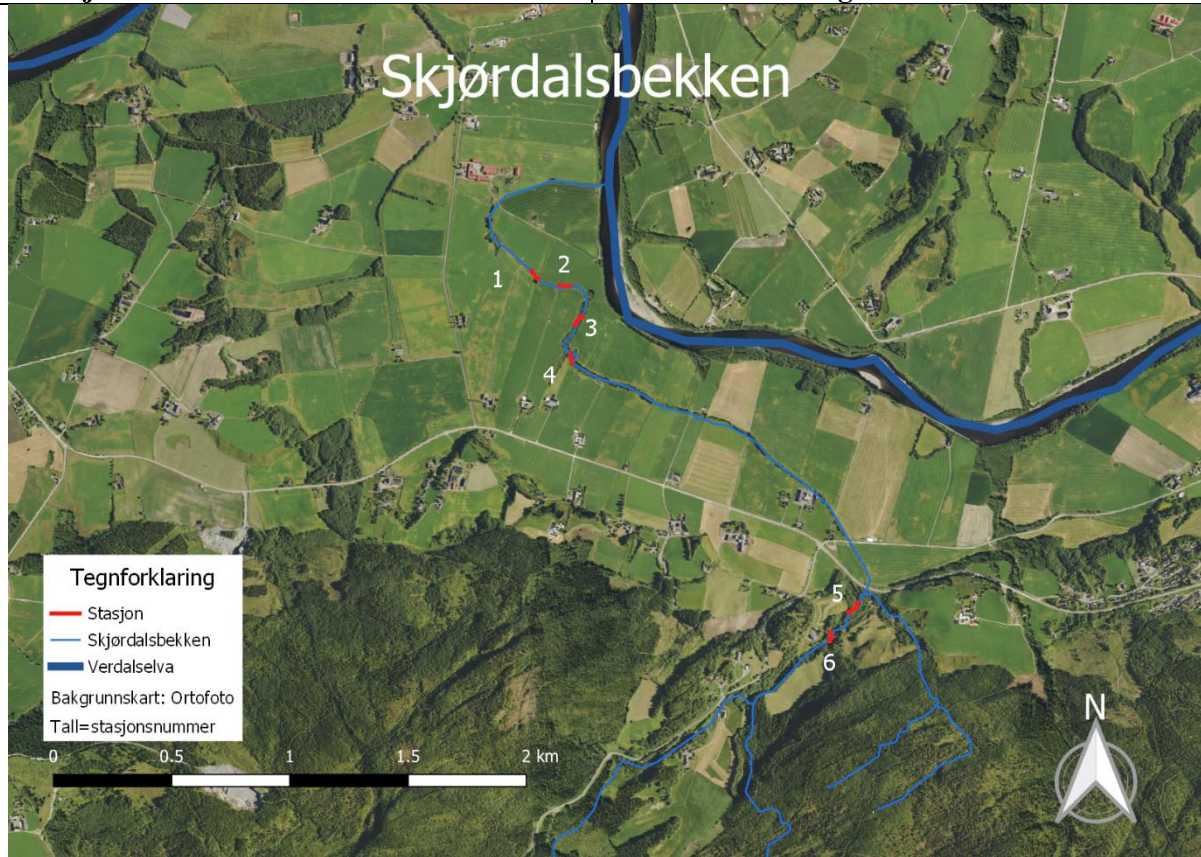 Skjørdalsbekken
1
2
3
4
5
6
Tegnforklaring
Stasjon
Skjørdalsbekken
Verdalselva
Bakgrunnskart: Ortofoto
Tall=stasjonsnummer
0 0.5 1 1.5 2 km
N